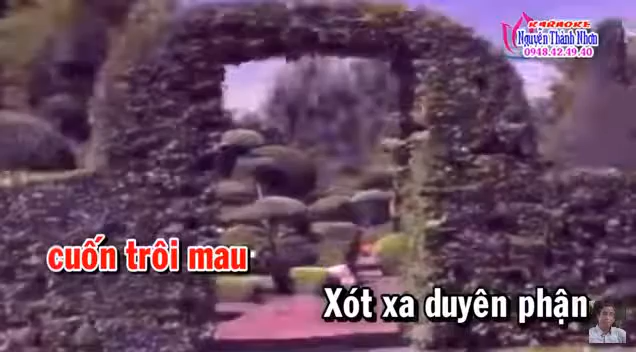 KARAOKE
Nguyễn Thành Nhơn
0948.42.49.40
cuốn trôi mau
Xót xa duyên phận